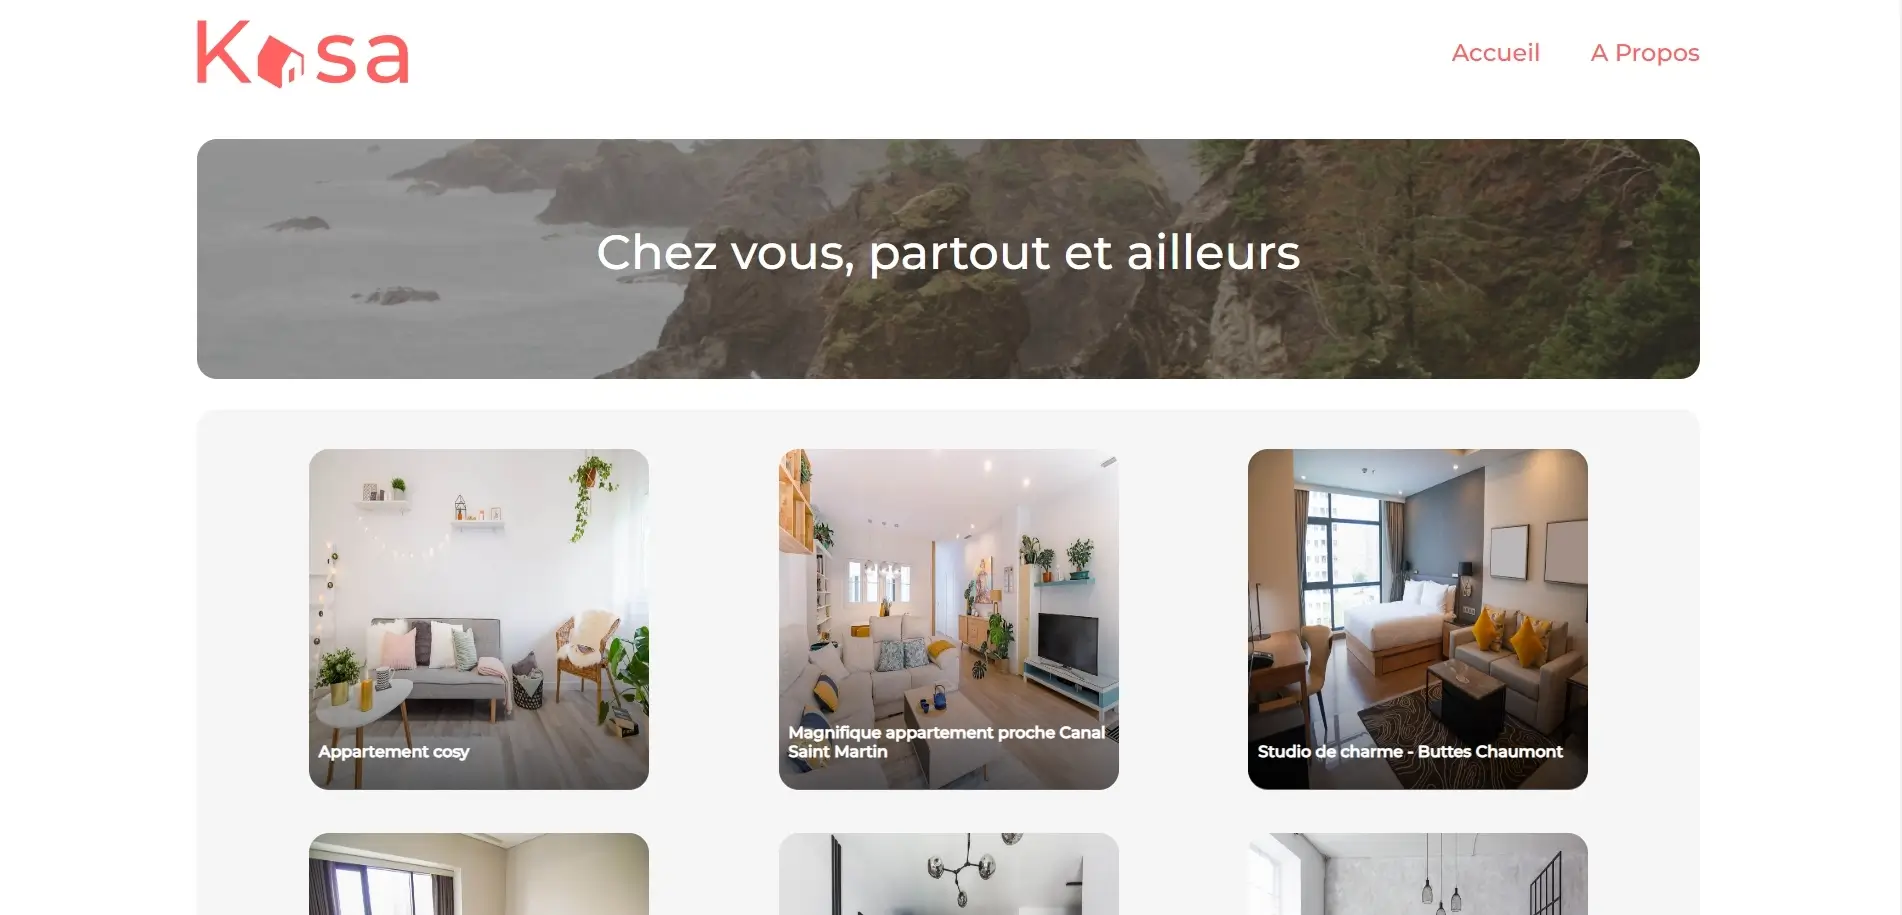 Kasa
Accueil
A Propos
Chez vous, partout et ailleurs
Appartement cosy
Magnifique appartement proche Canal
Saint Martin
Studio de charme - Buttes Chaumont